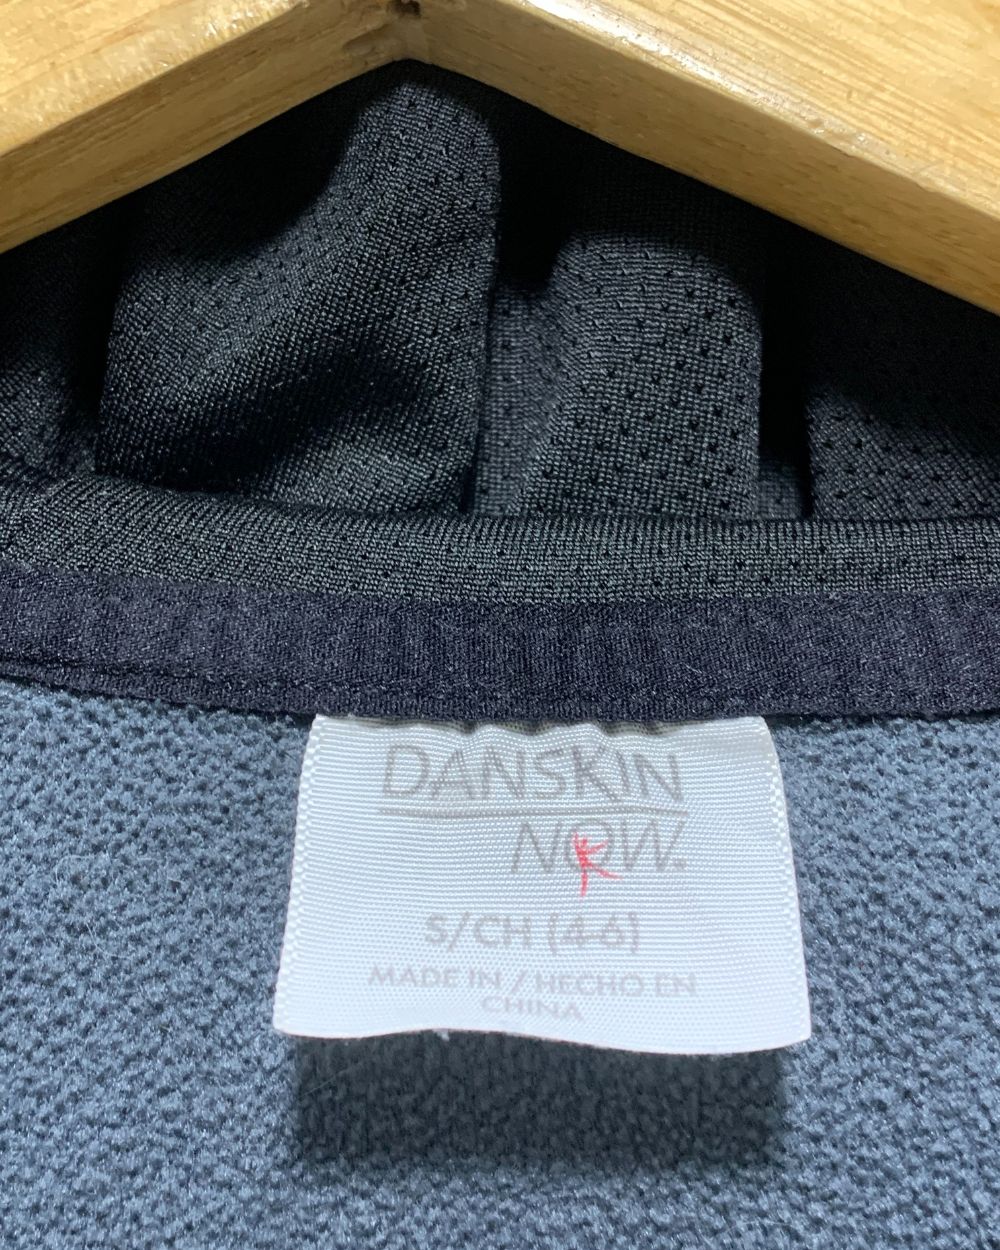 DANSKIN
NOW.
S/CH (4-6)
MADE IN / HECHO EN
CHINA